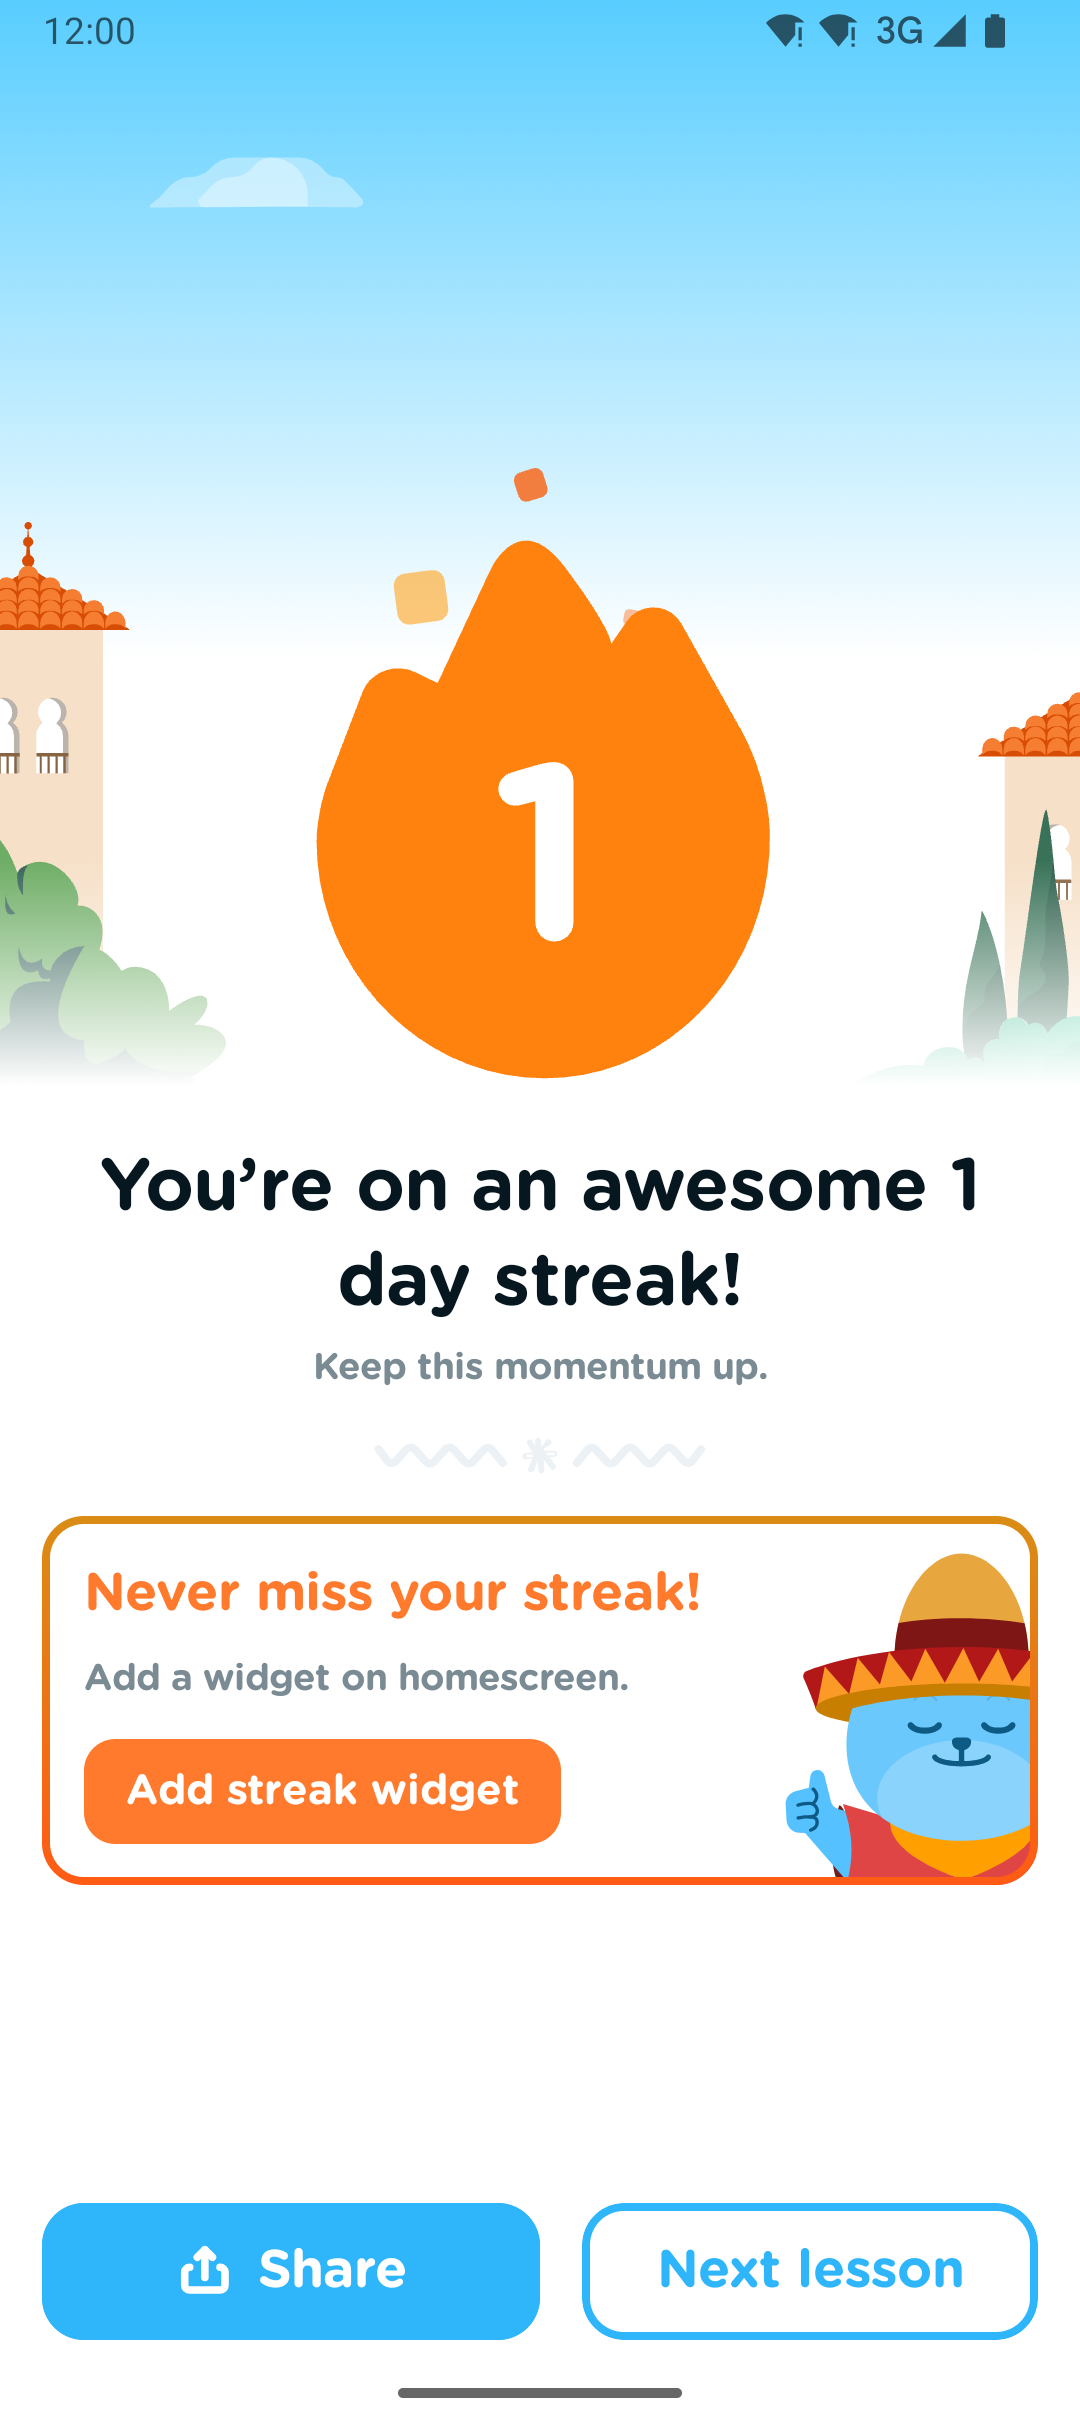 12:00
3G
1
You’re on an awesome 1
day streak!
Keep this momentum up.
Never miss your streak!
Add a widget on homescreen.
Add streak widget
Share
Next lesson